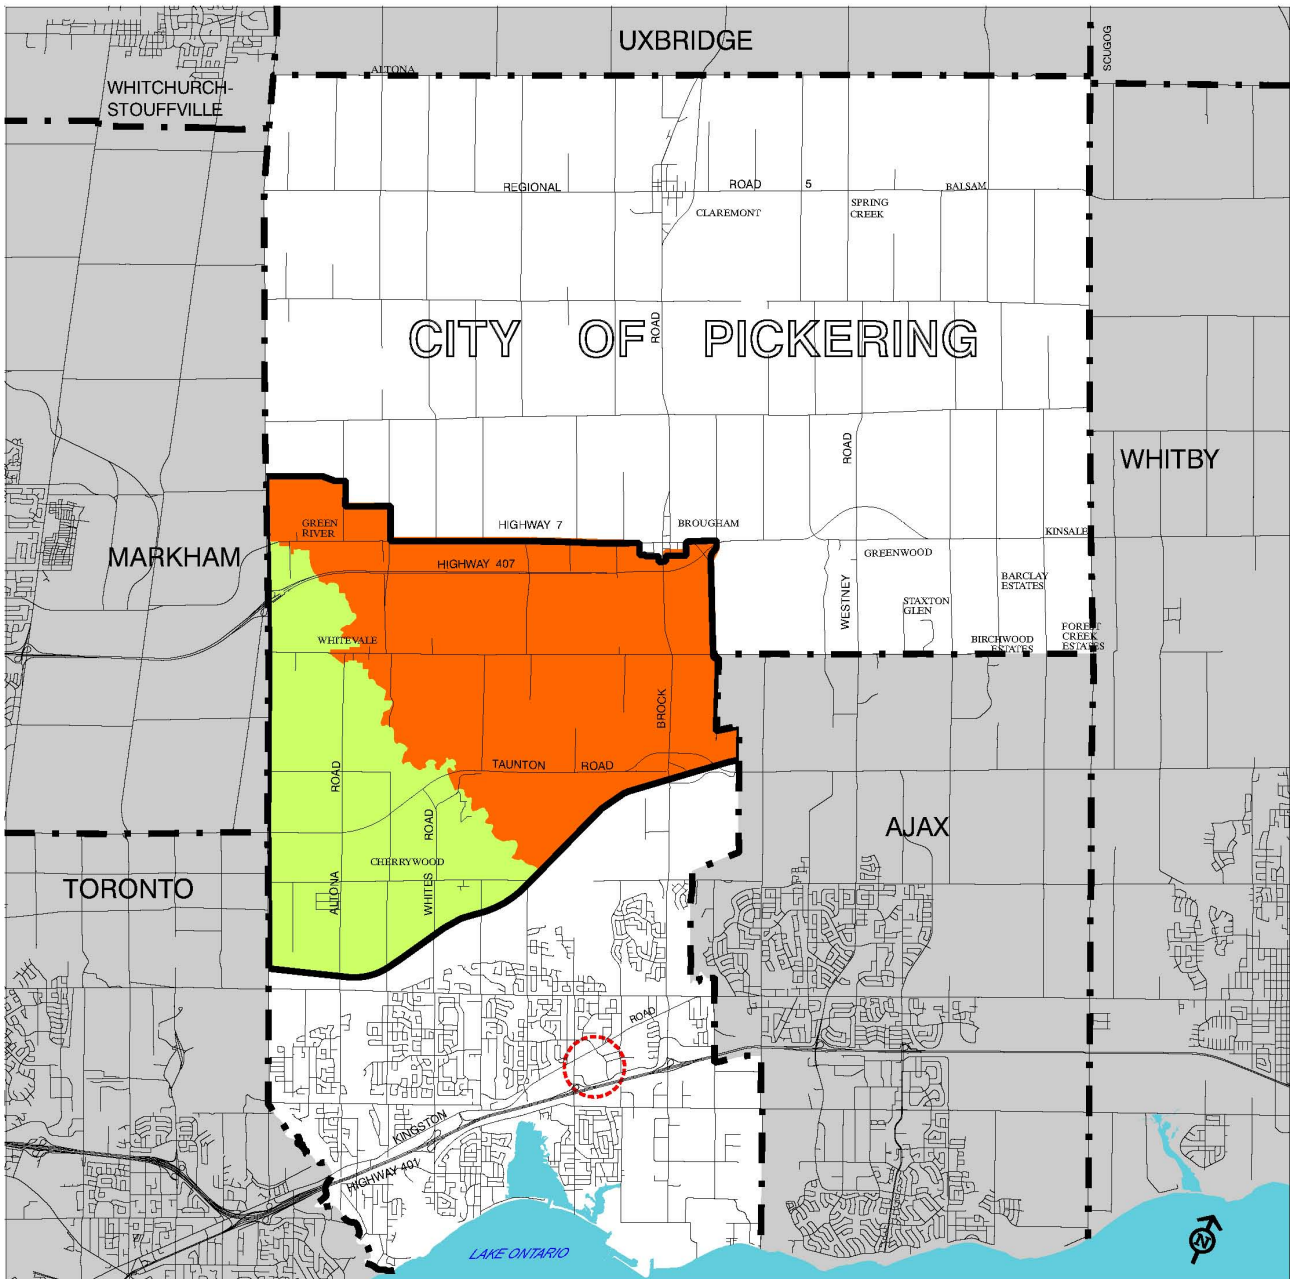 UXBRIDGE
SCUGOG
ALTONA
WHITCHURCH-
STOUFFVILLE
REGIONAL ROAD 5
BALSAM
CLAREMONT
SPRING
CREEK
CITY OF PICKERING
ROAD
ROAD
WHITBY
GREEN
RIVER
HIGHWAY 7
BROUGHAM
KINSALE
MARKHAM
HIGHWAY 407
GREENWOOD
BARCLAY
ESTATES
WESTNEY
STAXTON
GLEN
WHITEVALE
BIRCHWOOD
ESTATES
FOREST
CREEK
ESTATES
BROCK
TAUNTON ROAD
ROAD
ROAD
AJAX
CHERRYWOOD
TORONTO
ALTONA
WHITES
ROAD
KINGSTON
HIGHWAY 401
LAKE ONTARIO
N